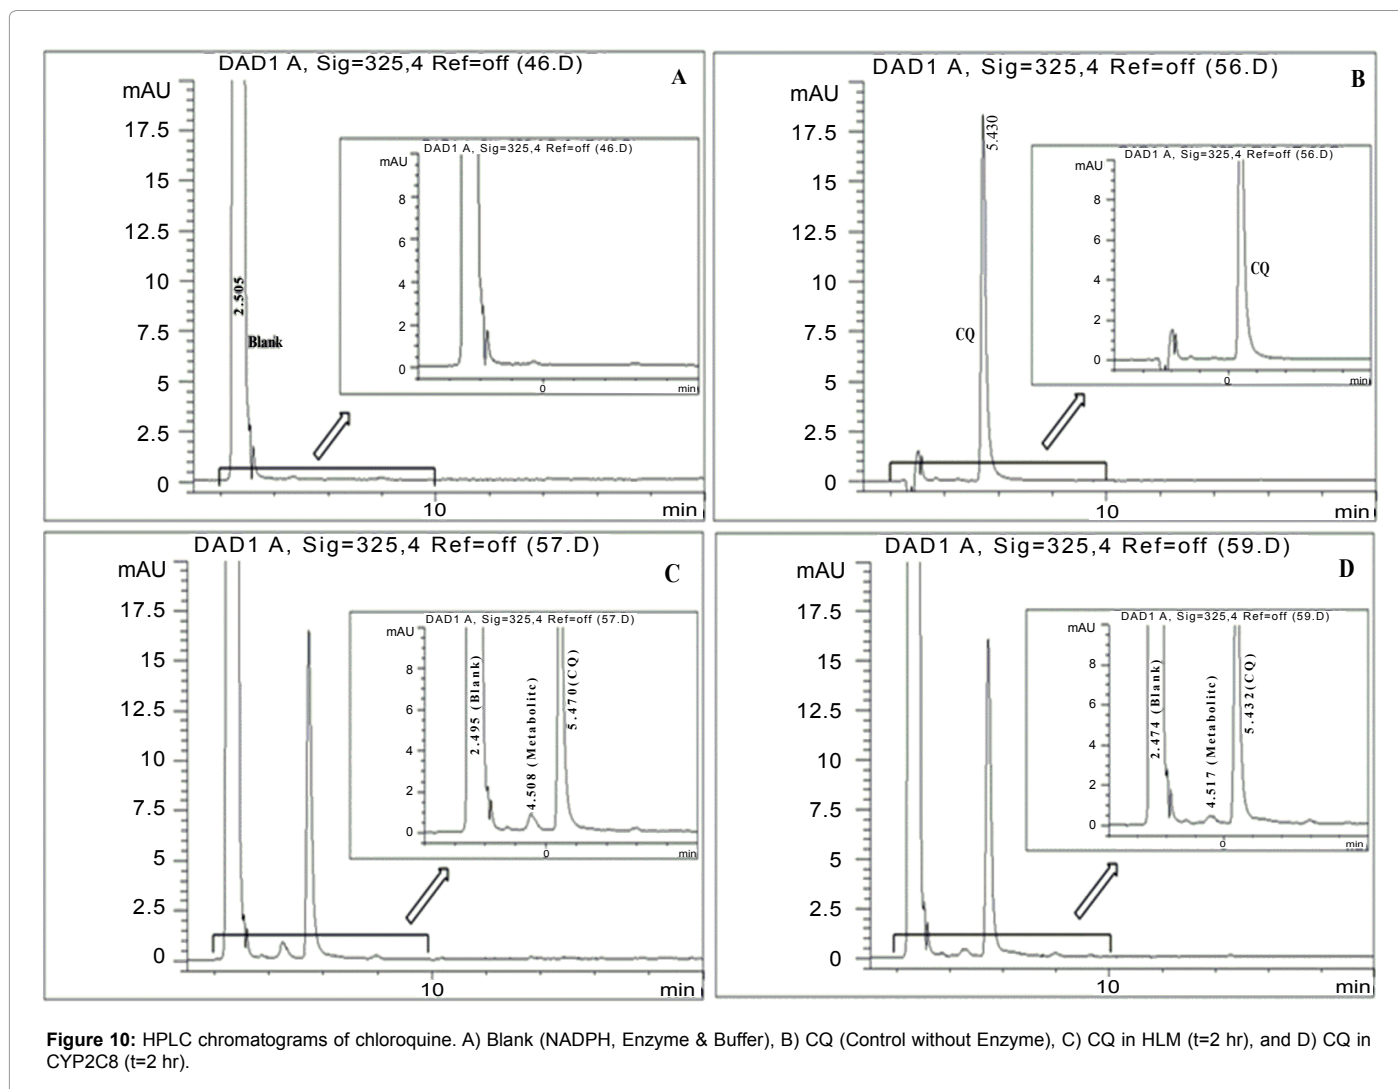 DAD1 A, Sig=325,4 Ref=off (46.D)
A
mAU
17.5
15
12.5
10
7.5
5
2.5
0
2.505
Blank
10
min
DAD1 A, Sig=325,4 Ref=off (46.D)
mAU
8
6
4
2
0
0
min
DAD1 A, Sig=325,4 Ref=off (56.D)
B
mAU
17.5
15
12.5
10
7.5
5
2.5
0
5.430
CQ
10
min
DAD1 A, Sig=325,4 Ref=off (56.D)
mAU
8
6
4
2
0
CQ
0
min
DAD1 A, Sig=325,4 Ref=off (57.D)
C
mAU
17.5
15
12.5
10
7.5
5
2.5
0
10
min
DAD1 A, Sig=325,4 Ref=off (57.D)
mAU
8
6
4
2
0
2.495 (Blank)
4.508 (Metabolitc)
5.470(CQ)
0
min
DAD1 A, Sig=325,4 Ref=off (59.D)
D
mAU
17.5
15
12.5
10
7.5
5
2.5
0
10
min
DAD1 A, Sig=325,4 Ref=off (59.D)
mAU
8
6
4
2
0
2.474 (Blank)
4.517 (Metabolitc)
5.432(CQ)
0
min
Figure 10: HPLC chromatograms of chloroquine. A) Blank (NADPH, Enzyme & Buffer), B) CQ (Control without Enzyme), C) CQ in HLM (t=2 hr), and D) CQ in
CYP2C8 (t=2 hr).